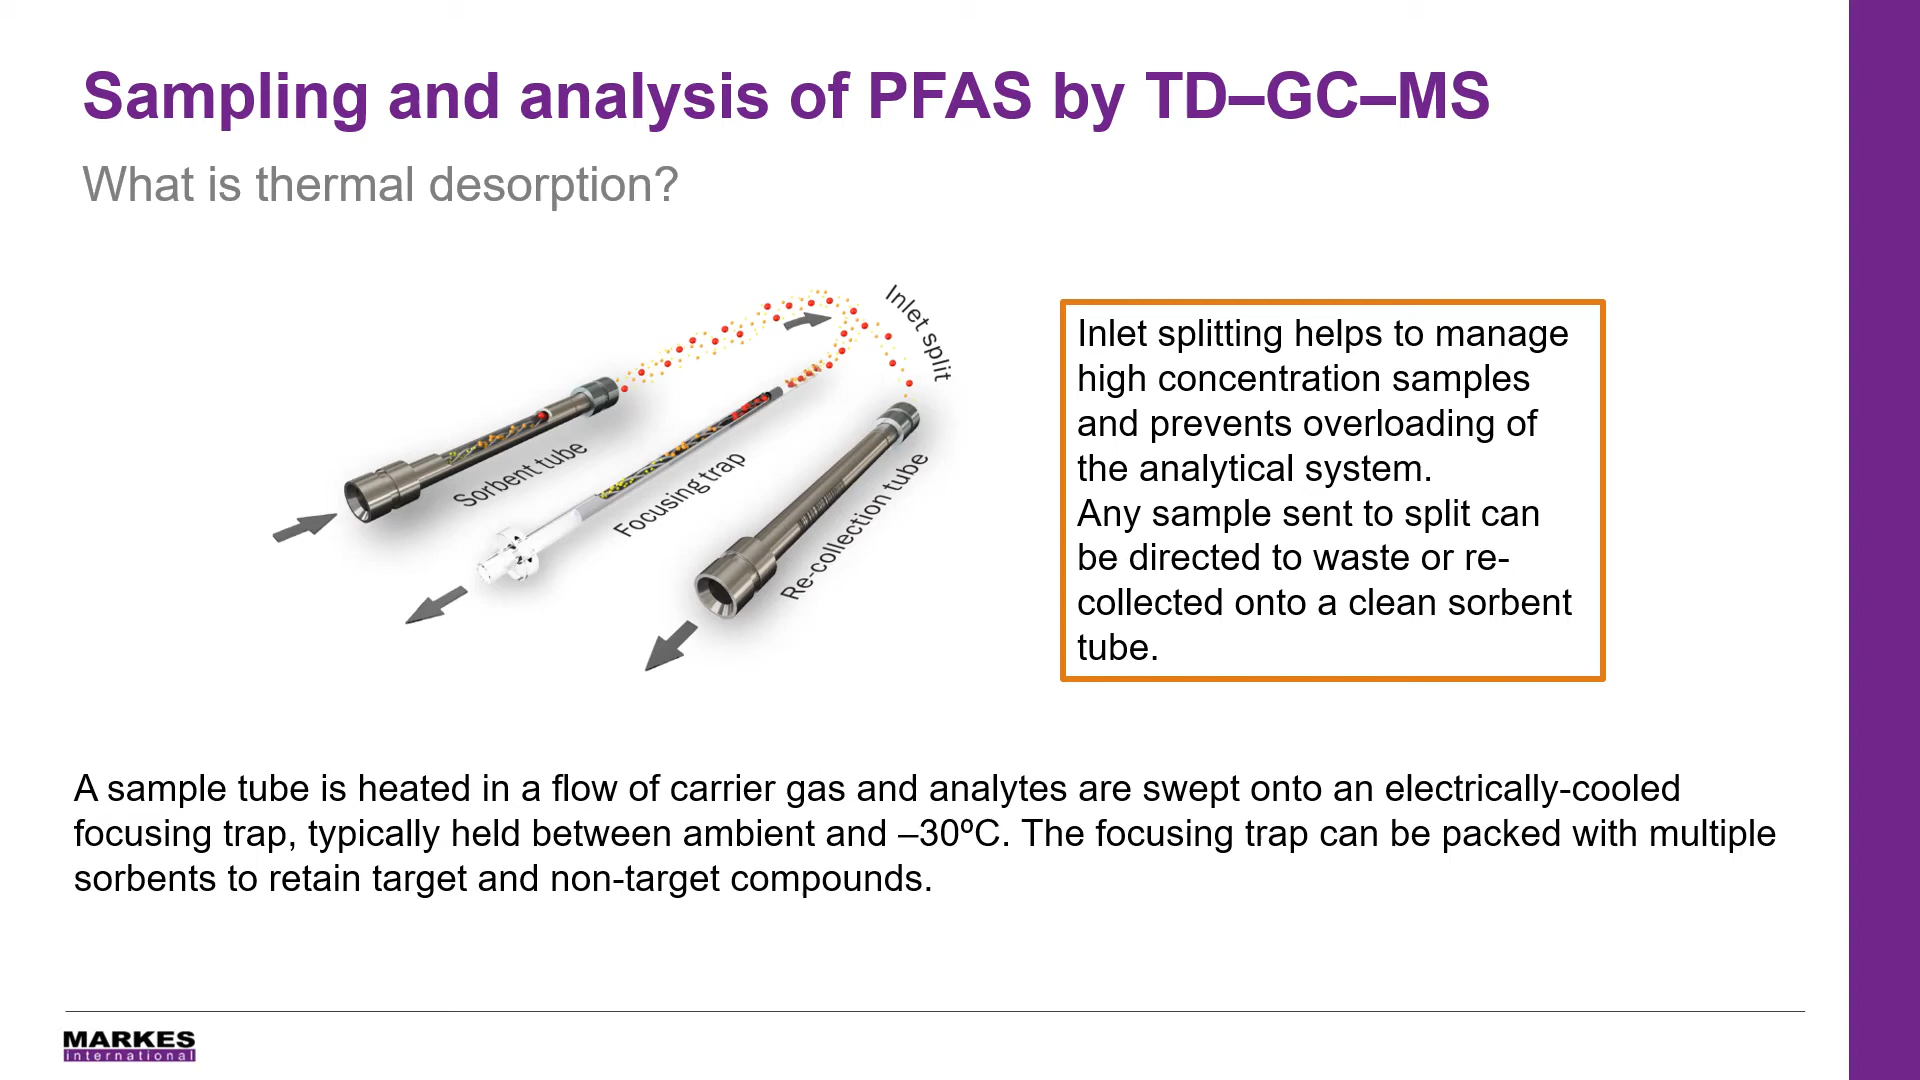 Sampling and analysis of PFAS by TD–GC–MS
What is thermal desorption?
Inlet split
Sorbent tube
Focusing trap
Re-collection tube
Inlet splitting helps to manage
high concentration samples
and prevents overloading of
the analytical system.
Any sample sent to split can
be directed to waste or re-
collected onto a clean sorbent
tube.
A sample tube is heated in a flow of carrier gas and analytes are swept onto an electrically-cooled
focusing trap, typically held between ambient and –30ºC. The focusing trap can be packed with multiple
sorbents to retain target and non-target compounds.
MARKES
international